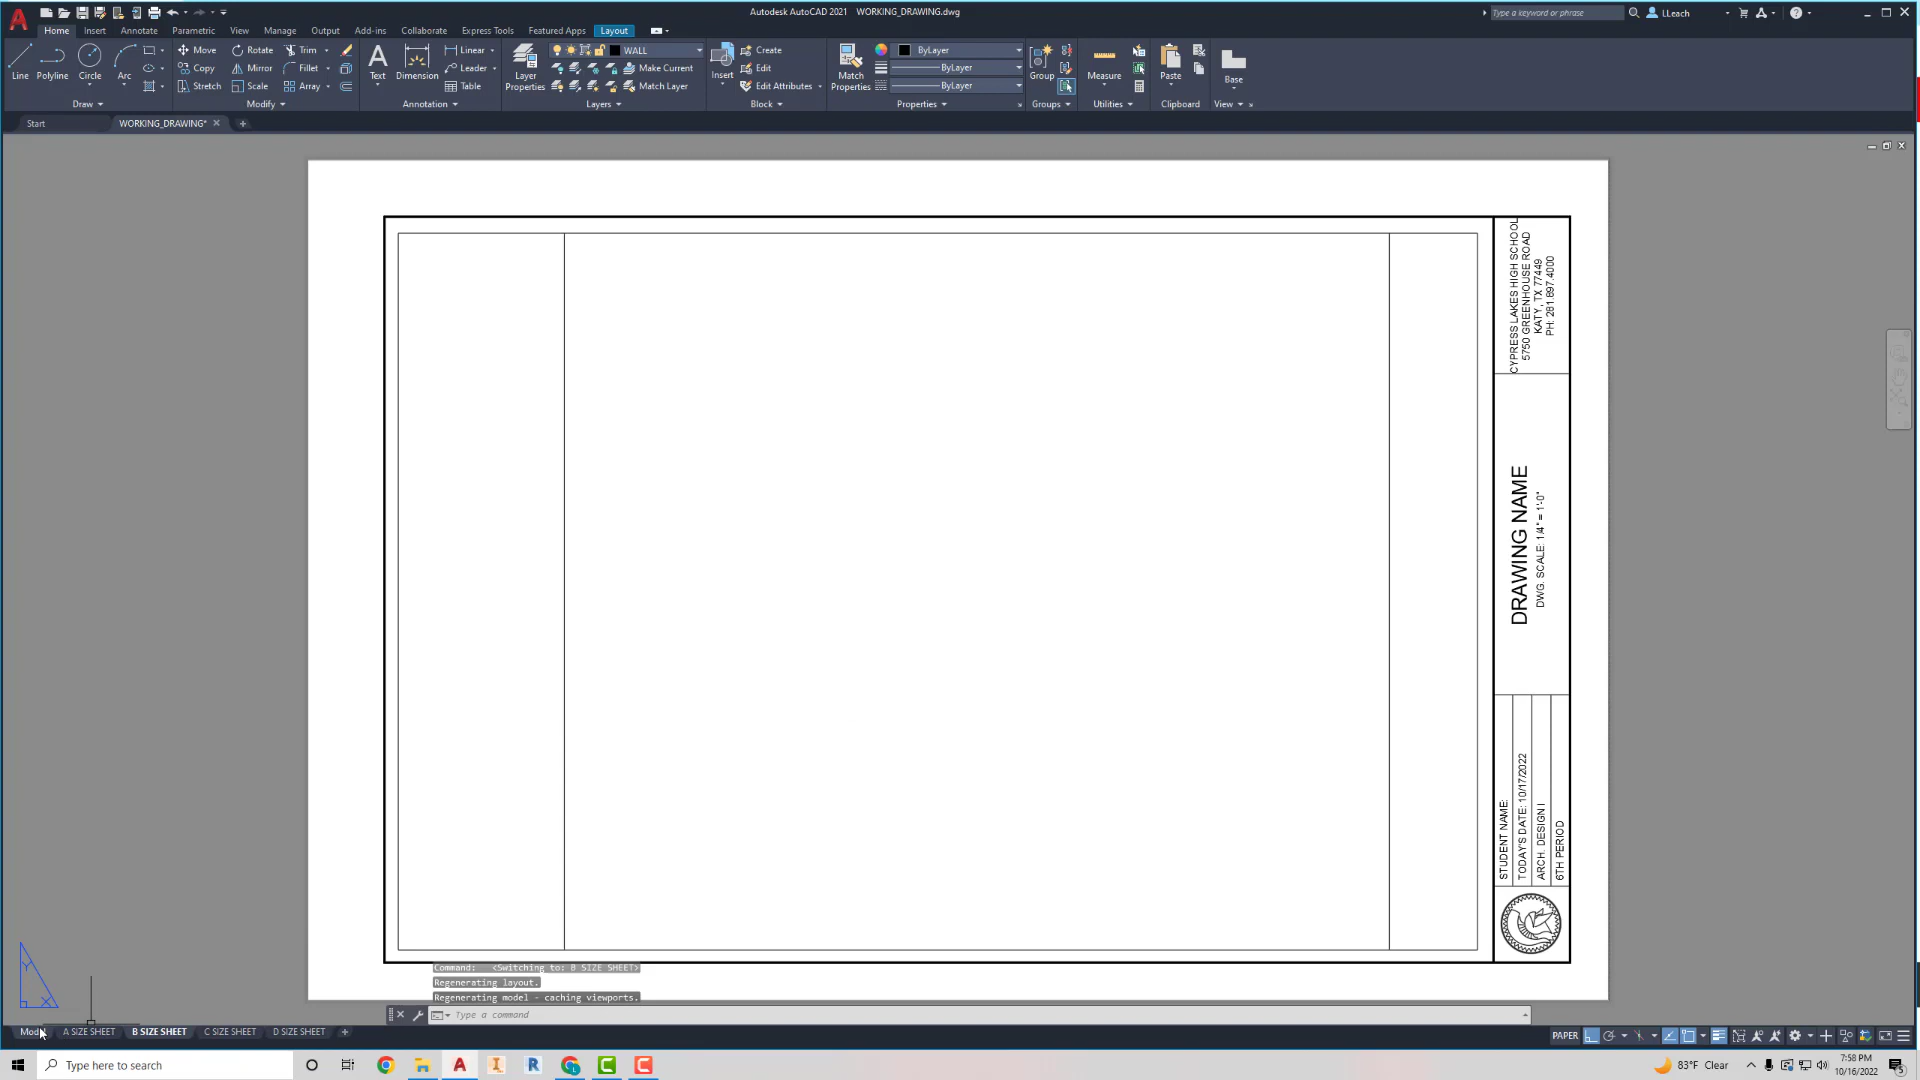 Autodesk AutoCAD 2021 WORKING_DRAWING.dwg
Type a keyword or phrase
LLeach
Home Insert Annotate Parametric View Manage Output Add-ins Collaborate Express Tools Featured Apps Layout
Line Polyline Circle Arc
Draw
Move Rotate Trim
Copy Mirror Fillet
Stretch Scale Array
Modify
Text Dimension
Linear
Leader
Table
Annotation
Layer Properties
WALL
Make Current
Match Layer
Layers
Insert
Create
Edit
Edit Attributes
Block
Match Properties
ByLayer
ByLayer
ByLayer
Properties
Group
Groups
Measure
Utilities
Paste
Clipboard
Base
View
Start
WORKING_DRAWING*
CYPRESS LAKES HIGH SCHOOL
5750 GREENHOUSE ROAD
KATY, TX 77449
PH: 281.897.4000
DRAWING NAME
DWG. SCALE: 1/4" = 1'-0"
STUDENT NAME:
TODAY'S DATE: 10/17/2022
ARCH. DESIGN I
6TH PERIOD
Y
X
Command: <Switching to: B SIZE SHEET>
Regenerating layout.
Regenerating model - caching viewports.
Type a command
Model A SIZE SHEET B SIZE SHEET C SIZE SHEET D SIZE SHEET
PAPER
Type here to search
83°F Clear
7:58 PM
10/16/2022